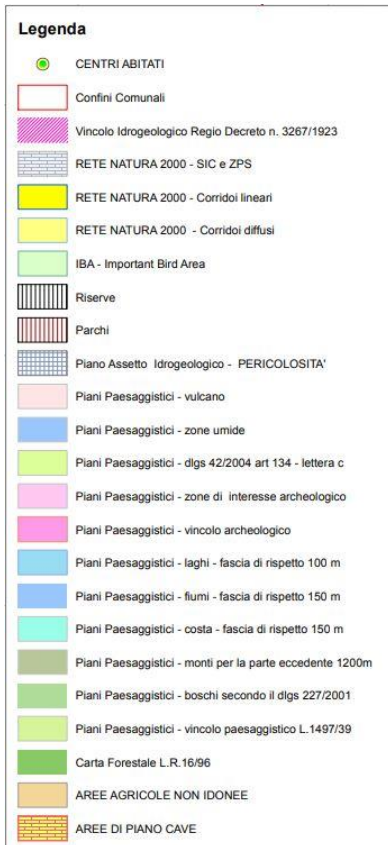 Legenda
CENTRI ABITATI
Confini Comunali
Vincolo Idrogeologico Regio Decreto n. 3267/1923
RETE NATURA 2000 - SIC e ZPS
RETE NATURA 2000 - Corridoi lineari
RETE NATURA 2000 - Corridoi diffusi
IBA - Important Bird Area
Riserve
Parchi
Piano Assetto Idrogeologico - PERICOLOSITA'
Piani Paesaggistici - vulcano
Piani Paesaggistici - zone umide
Piani Paesaggistici - dlgs 42/2004 art 134 - lettera c
Piani Paesaggistici - zone di interesse archeologico
Piani Paesaggistici - vincolo archeologico
Piani Paesaggistici - laghi - fascia di rispetto 100 m
Piani Paesaggistici - fiumi - fascia di rispetto 150 m
Piani Paesaggistici - costa - fascia di rispetto 150 m
Piani Paesaggistici - monti per la parte eccedente 1200m
Piani Paesaggistici - boschi secondo il dlgs 227/2001
Piani Paesaggistici - vincolo paesaggistico L.1497/39
Carta Forestale L.R.16/96
AREE AGRICOLE NON IDONEE
AREE DI PIANO CAVE